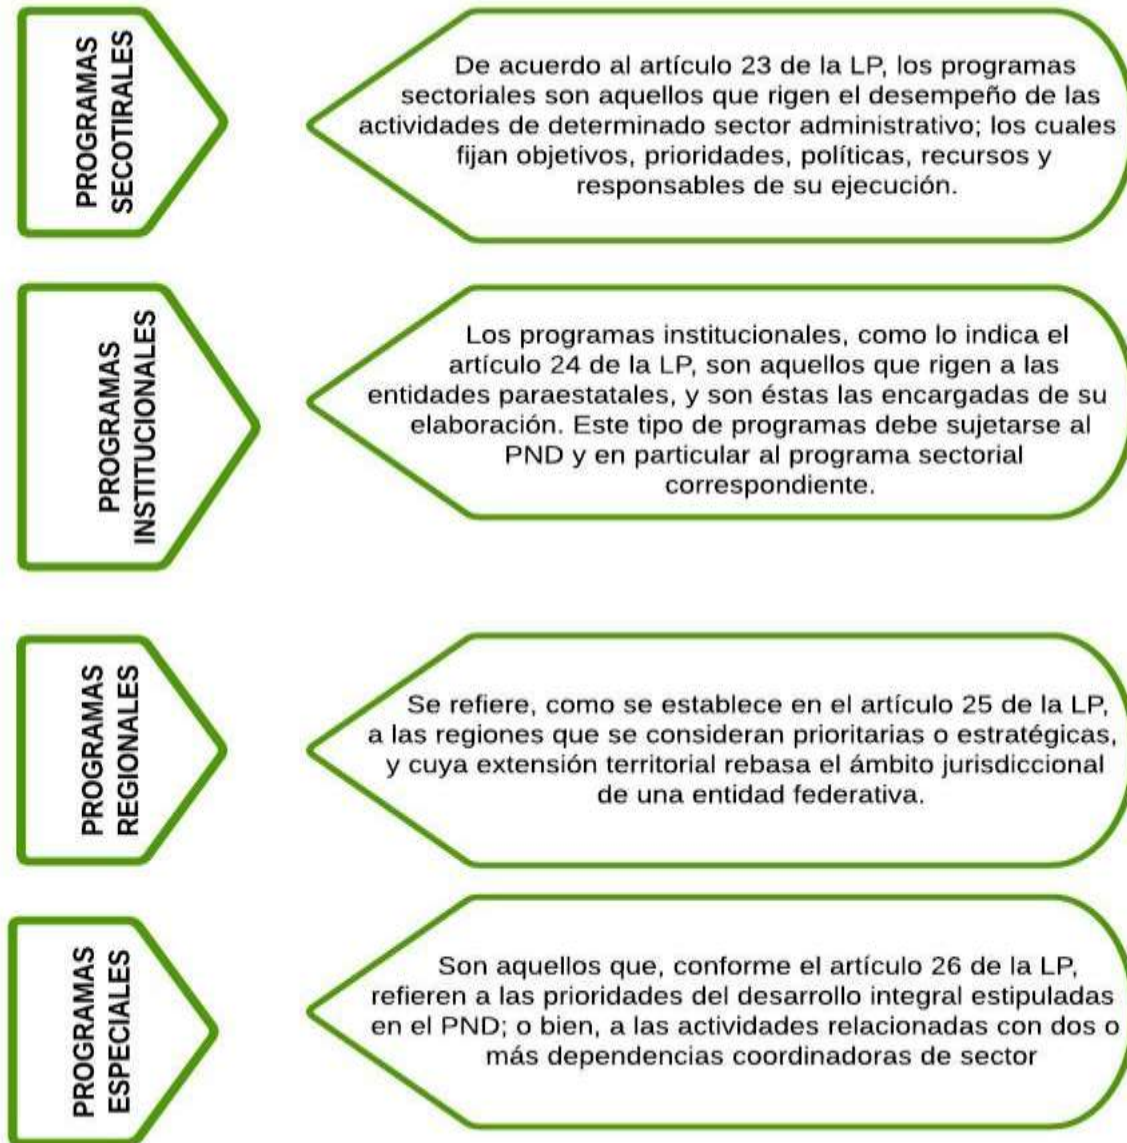 PROGRAMAS
SECOTIRALES
De acuerdo al artículo 23 de la LP, los programas
sectoriales son aquellos que rigen el desempeño de las
actividades de determinado sector administrativo; los cuales
fijan objetivos, prioridades, políticas, recursos y
responsables de su ejecución.
PROGRAMAS
INSTITUCIONALES
Los programas institucionales, como lo indica el
artículo 24 de la LP, son aquellos que rigen a las
entidades paraestatales, y son éstas las encargadas de su
elaboración. Este tipo de programas debe sujetarse al
PND y en particular al programa sectorial
correspondiente.
PROGRAMAS
REGIONALES
Se refiere, como se establece en el artículo 25 de la LP,
a las regiones que se consideran prioritarias o estratégicas,
y cuya extensión territorial rebasa el ámbito jurisdiccional
de una entidad federativa.
PROGRAMAS
ESPECIALES
Son aquellos que, conforme el artículo 26 de la LP,
refieren a las prioridades del desarrollo integral estipuladas
en el PND; o bien, a las actividades relacionadas con dos o
más dependencias coordinadoras de sector